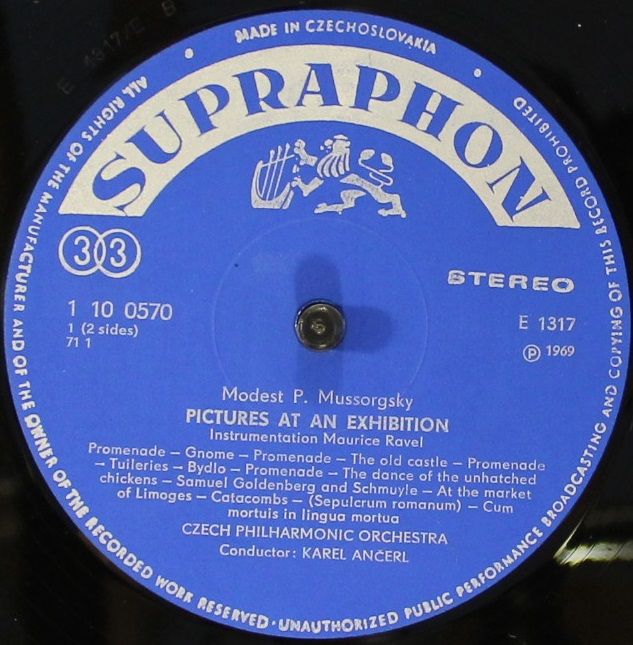 MADE IN CZECHOSLOVAKIA
ALL RIGHTS OF THE MANUFACTURER AND OF THE OWNER OF THE RECORDED WORK RESERVED · UNAUTHORIZED PUBLIC PERFORMANCE BROADCASTING AND COPYING OF THIS RECORD PROHIBITED
SUPRAPHON
33
STEREO
1 10 0570
1 (2 sides)
71 1
E 1317
Ⓟ 1969
Modest P. Mussorgsky
PICTURES AT AN EXHIBITION
Instrumentation Maurice Ravel
Promenade – Gnome – Promenade – The old castle – Promenade
– Tuileries – Bydlo – Promenade – The dance of the unhatched
chickens – Samuel Goldenberg and Schmuyle – At the market
of Limoges – Catacombs – (Sepulcrum romanum) – Cum
mortuis in lingua mortua
CZECH PHILHARMONIC ORCHESTRA
Conductor: KAREL ANČERL